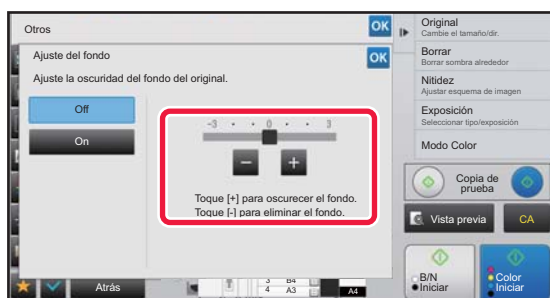 Otros
OK
Ajuste del fondo
OK
Ajuste la oscuridad del fondo del original.
Off
On
-3 0 3
- +
Toque [+] para oscurecer el fondo.
Toque [-] para eliminar el fondo.
Atrás
3 B4
4 A3
A4
Original
Cambie el tamaño/dir.
Borrar
Borrar sombra alrededor
Nitidez
Ajustar esquema de imagen
Exposición
Seleccionar tipo/exposición
Modo Color
Copia de
prueba
Vista previa
CA
B/N
Iniciar
Color
Iniciar